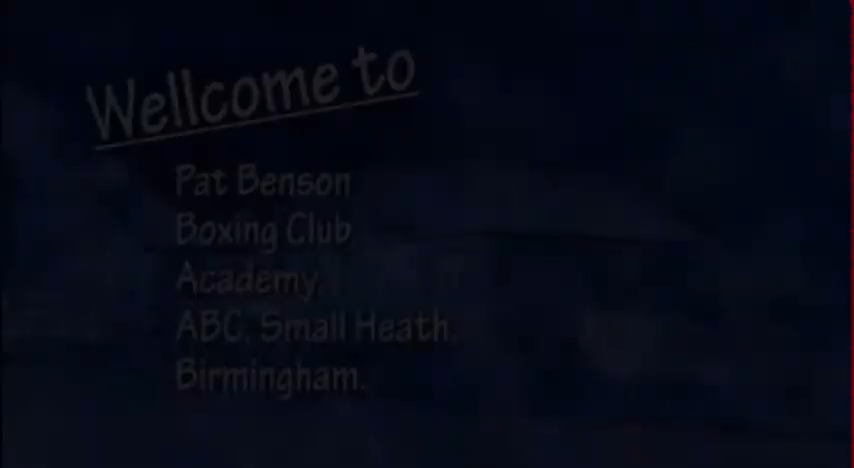 Wellcome to
Pat Benson
Boxing Club
Academy.
ABC. Small Heath.
Birmingham.